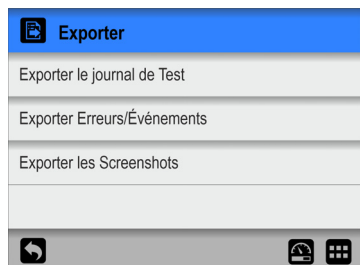 Exporter
Exporter le journal de Test
Exporter Erreurs/Événements
Exporter les Screenshots